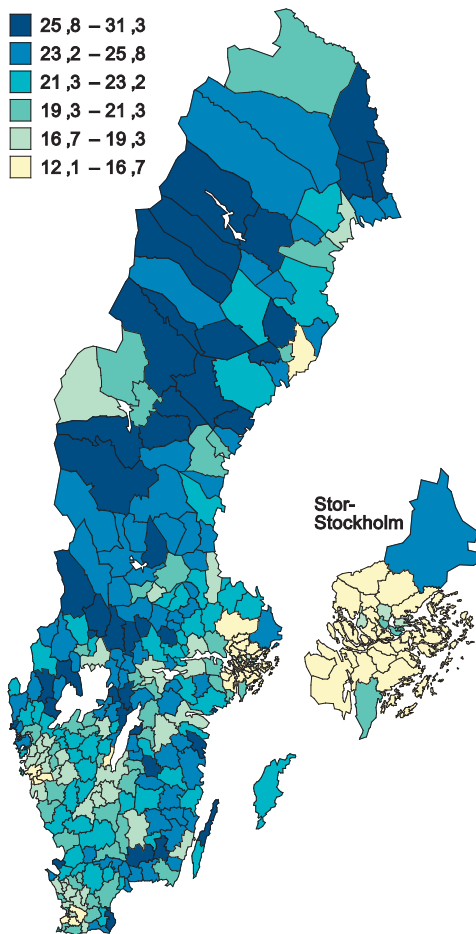 25,8 – 31,3
23,2 – 25,8
21,3 – 23,2
19,3 – 21,3
16,7 – 19,3
12,1 – 16,7
Stor-
Stockholm